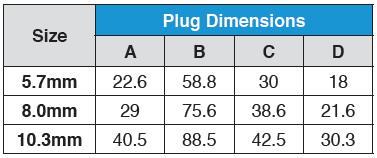 Size Plug Dimensions
A B C D
5.7mm 22.6 58.8 30 18
8.0mm 29 75.6 38.6 21.6
10.3mm 40.5 88.5 42.5 30.3